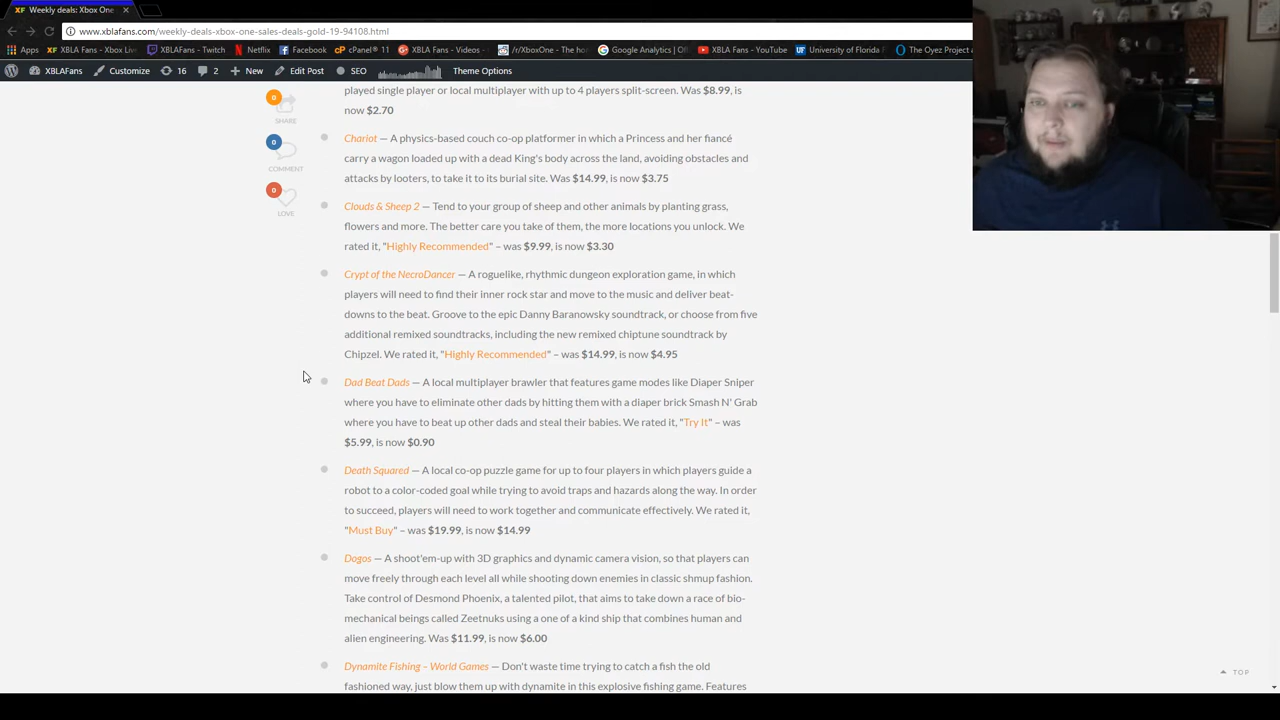 Weekly deals: Xbox One
www.xblafans.com/weekly-deals-xbox-one-sales-deals-gold-19-94108.html
Apps XBLA Fans - Xbox Live XBLAFans - Twitch Netflix Facebook cPanel® 11 XBLA Fans - Videos - /r/XboxOne - The ho Google Analytics | Of XBLA Fans - YouTube University of Florida The Oyez Project a
XBLAFans Customize 16 2 New Edit Post SEO Theme Options
played single player or local multiplayer with up to 4 players split-screen. Was $8.99, is
now $2.70
0
SHARE
0
COMMENT
0
LOVE
Chariot — A physics-based couch co-op platformer in which a Princess and her fiancé
carry a wagon loaded up with a dead King's body across the land, avoiding obstacles and
attacks by looters, to take it to its burial site. Was $14.99, is now $3.75
Clouds & Sheep 2 — Tend to your group of sheep and other animals by planting grass,
flowers and more. The better care you take of them, the more locations you unlock. We
rated it, "Highly Recommended" – was $9.99, is now $3.30
Crypt of the NecroDancer — A roguelike, rhythmic dungeon exploration game, in which
players will need to find their inner rock star and move to the music and deliver beat-
downs to the beat. Groove to the epic Danny Baranowsky soundtrack, or choose from five
additional remixed soundtracks, including the new remixed chiptune soundtrack by
Chipzel. We rated it, "Highly Recommended" – was $14.99, is now $4.95
Dad Beat Dads — A local multiplayer brawler that features game modes like Diaper Sniper
where you have to eliminate other dads by hitting them with a diaper brick Smash N' Grab
where you have to beat up other dads and steal their babies. We rated it, "Try It" – was
$5.99, is now $0.90
Death Squared — A local co-op puzzle game for up to four players in which players guide a
robot to a color-coded goal while trying to avoid traps and hazards along the way. In order
to succeed, players will need to work together and communicate effectively. We rated it,
"Must Buy" – was $19.99, is now $14.99
Dogos — A shoot'em-up with 3D graphics and dynamic camera vision, so that players can
move freely through each level all while shooting down enemies in classic shmup fashion.
Take control of Desmond Phoenix, a talented pilot, that aims to take down a race of bio-
mechanical beings called Zeetnuks using a one of a kind ship that combines human and
alien engineering. Was $11.99, is now $6.00
Dynamite Fishing – World Games — Don't waste time trying to catch a fish the old
fashioned way, just blow them up with dynamite in this explosive fishing game. Features
TOP